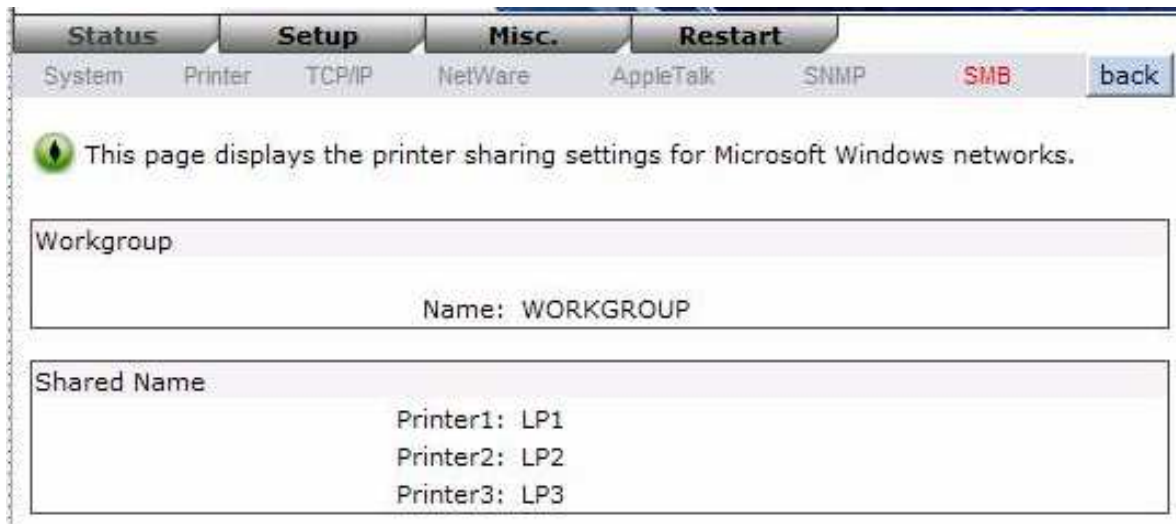 Status Setup Misc. Restart
System Printer TCP/IP NetWare AppleTalk SNMP SMB back
This page displays the printer sharing settings for Microsoft Windows networks.
Workgroup
Name: WORKGROUP
Shared Name
Printer1: LP1
Printer2: LP2
Printer3: LP3